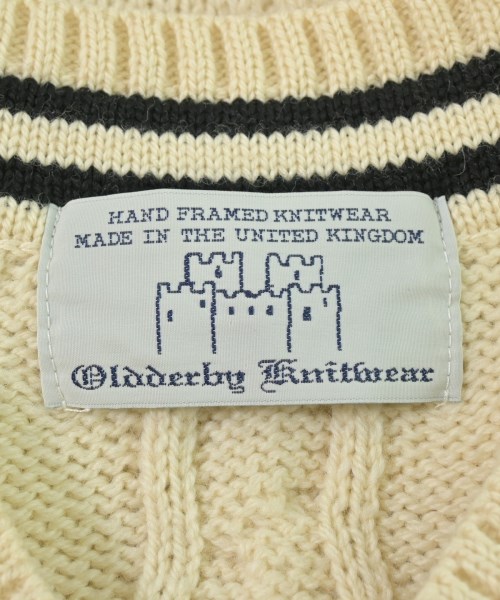 HAND FRAMED KNITWEAR
MADE IN THE UNITED KINGDOM
Oldderby Knitwear